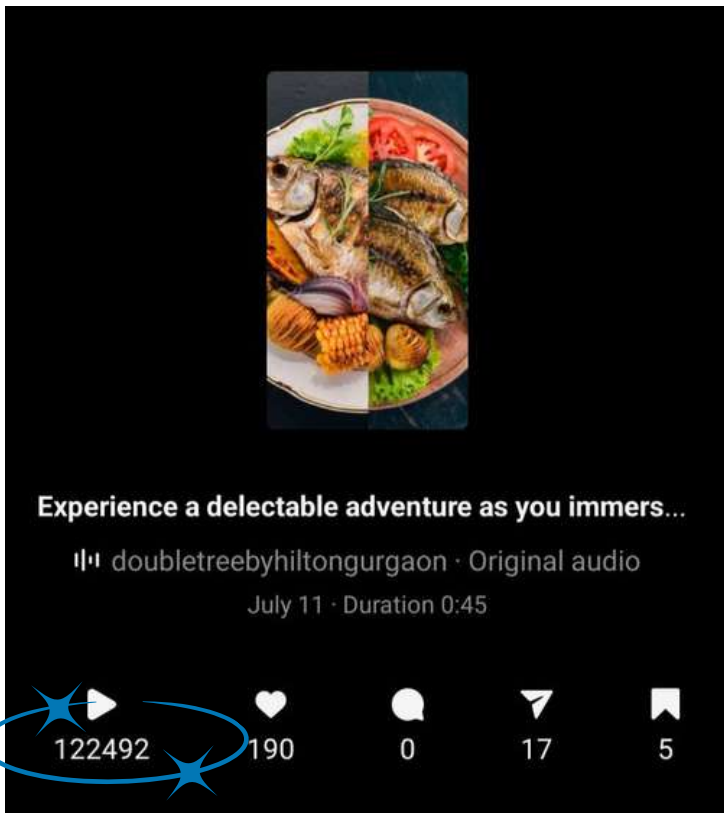 Experience a delectable adventure as you immers...
doubletreebyhiltongurgaon · Original audio
July 11 · Duration 0:45
122492 190 0 17 5